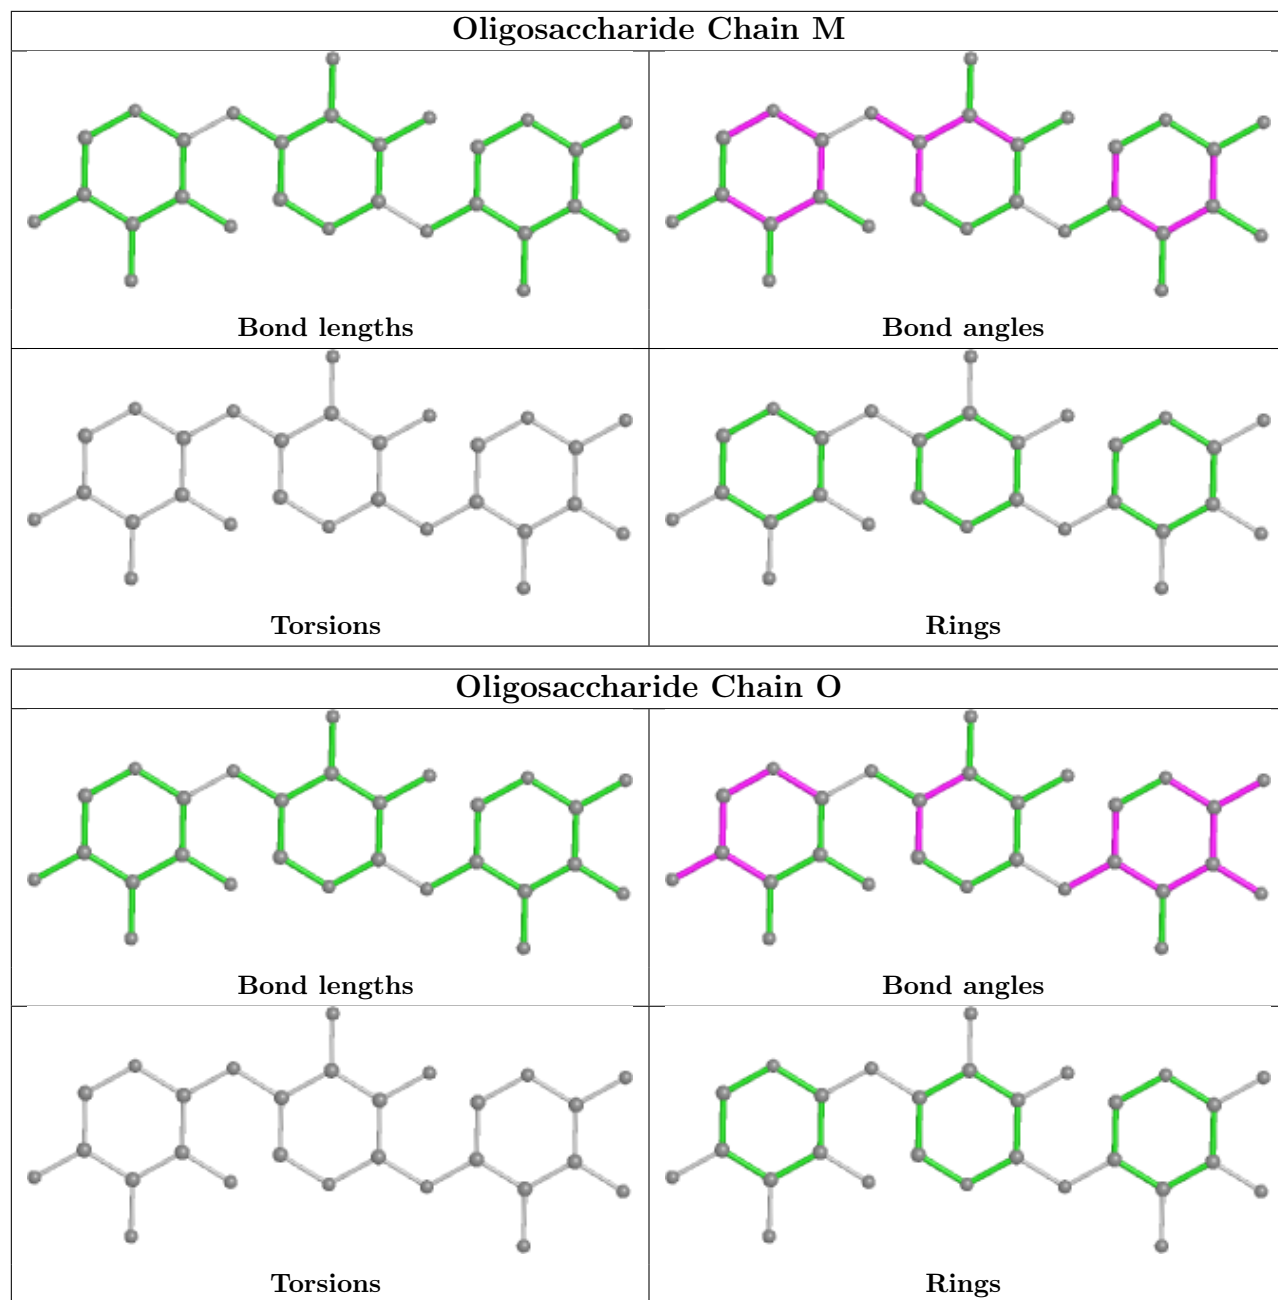 Oligosaccharide Chain M
Bond lengths
Bond angles
Torsions
Rings
Oligosaccharide Chain O
Bond lengths
Bond angles
Torsions
Rings